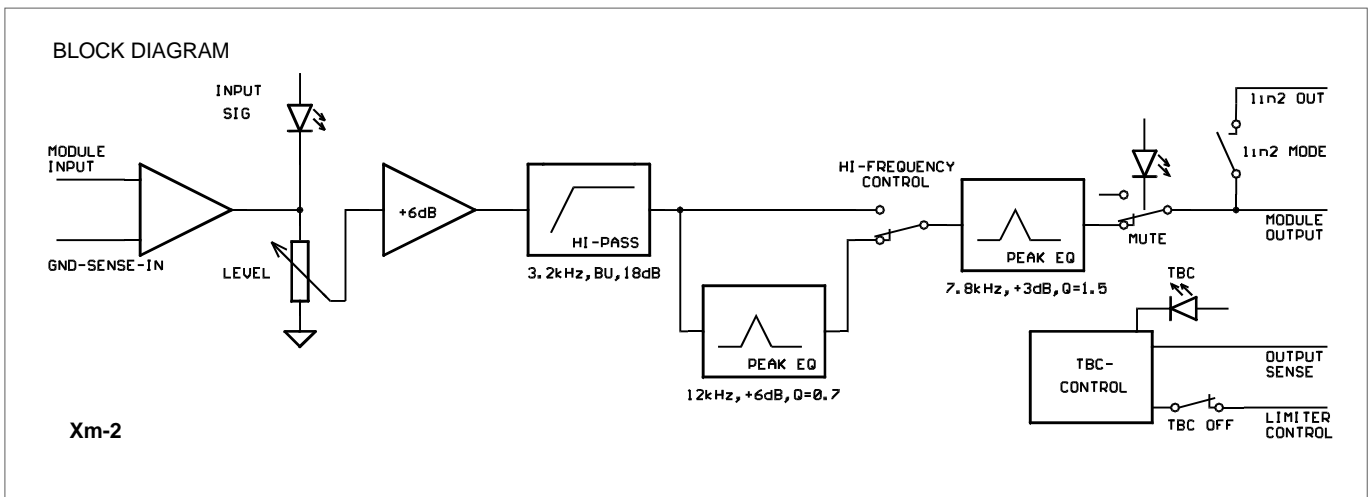 BLOCK DIAGRAM
INPUT
SIG
MODULE
INPUT
GND-SENSE-IN
LEVEL
+6dB
HI-PASS
3.2kHz,BU,18dB
PEAK EQ
12kHz,+6dB,Q=0.7
HI-FREQUENCY
CONTROL
PEAK EQ
7.8kHz,+3dB,Q=1.5
MUTE
lin2 OUT
lin2 MODE
MODULE
OUTPUT
TBC
TBC-
CONTROL
OUTPUT
SENSE
TBC OFF
LIMITER
CONTROL
Xm-2